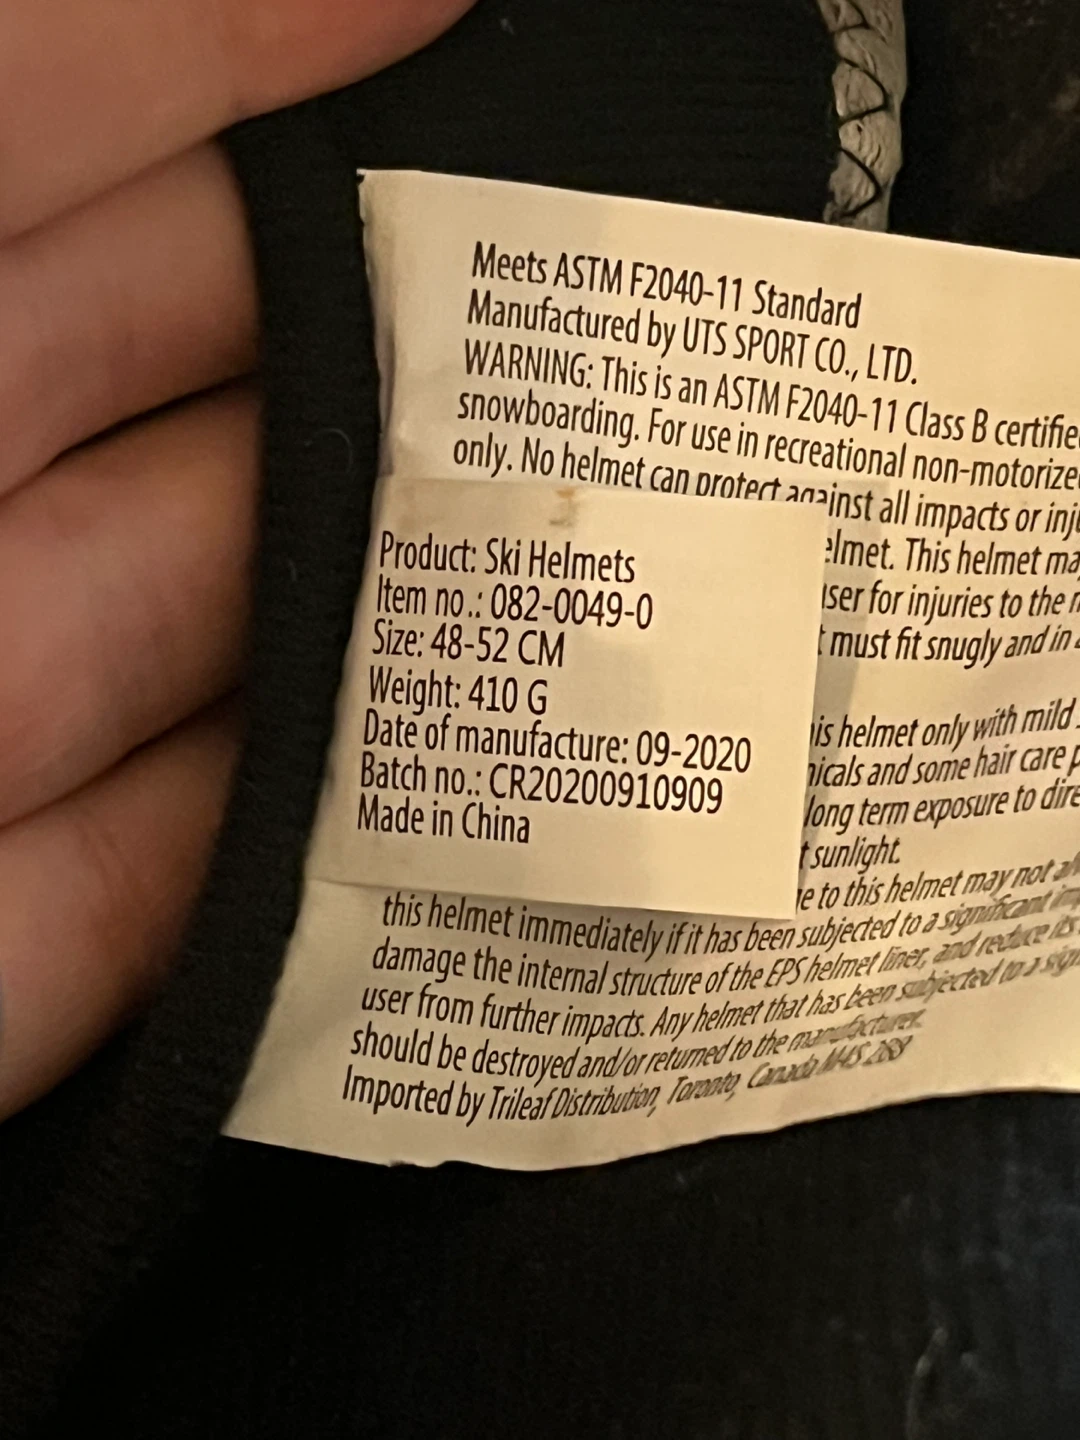 Meets ASTM F2040-11 Standard
Manufactured by UTS SPORT CO., LTD.
WARNING: This is an ASTM F2040-11 Class B certified
snowboarding. For use in recreational non-motorize
only. No helmet can protect against all impacts or inj
elmet. This helmet ma
user for injuries to the
must fit snugly and in
his helmet only with mild
nicals and some hair care p
long term exposure to dire
t sunlight.
e to this helmet may not
this helmet immediately if it has been subjected to a significant imp
damage the internal structure of the EPS helmet liner, and reduce its
user from further impacts. Any helmet that has been subjected to a sign
should be destroyed and/or returned to the manufacturer.
Imported by Trileaf Distribution, Toronto, Canada M4S 2B9
Product: Ski Helmets
Item no.: 082-0049-0
Size: 48-52 CM
Weight: 410 G
Date of manufacture: 09-2020
Batch no.: CR20200910909
Made in China